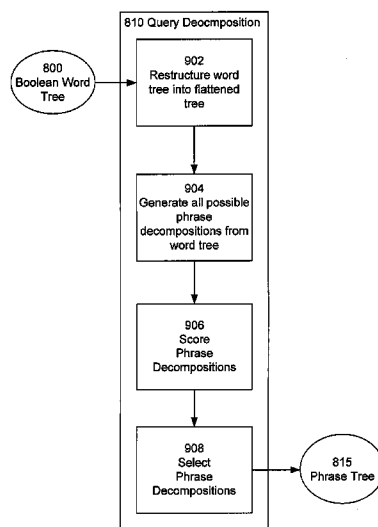 810 Query Deocmposition
800
Boolean Word
Tree
902
Restructure word
tree into flattened
tree
904
Generate all possible
phrase
decompositions from
word tree
906
Score
Phrase
Decompositions
908
Select
Phrase
Decompositions
815
Phrase Tree